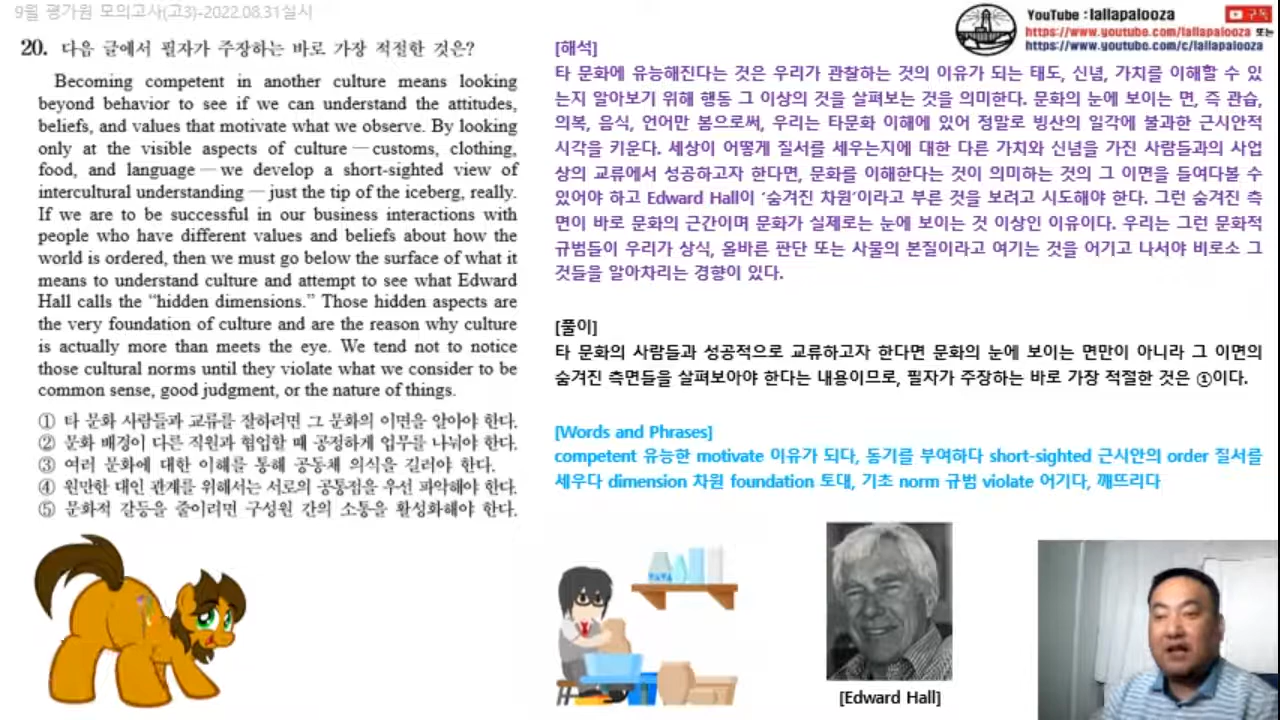 9월 평가원 모의고사(고3)-2022.08.31실시
YouTube : lallapalooza
구독
https://www.youtube.com/lallapalooza 또는
https://www.youtube.com/c/lallapalooza
20. 다음 글에서 필자가 주장하는 바로 가장 적절한 것은?
Becoming competent in another culture means looking
beyond behavior to see if we can understand the attitudes,
beliefs, and values that motivate what we observe. By looking
only at the visible aspects of culture — customs, clothing,
food, and language — we develop a short-sighted view of
intercultural understanding — just the tip of the iceberg, really.
If we are to be successful in our business interactions with
people who have different values and beliefs about how the
world is ordered, then we must go below the surface of what it
means to understand culture and attempt to see what Edward
Hall calls the “hidden dimensions.” Those hidden aspects are
the very foundation of culture and are the reason why culture
is actually more than meets the eye. We tend not to notice
those cultural norms until they violate what we consider to be
common sense, good judgment, or the nature of things.
① 타 문화 사람들과 교류를 잘하려면 그 문화의 이면을 알아야 한다.
② 문화 배경이 다른 직원과 협업할 때 공정하게 업무를 나눠야 한다.
③ 여러 문화에 대한 이해를 통해 공동체 의식을 길러야 한다.
④ 원만한 대인 관계를 위해서는 서로의 공통점을 우선 파악해야 한다.
⑤ 문화적 갈등을 줄이려면 구성원 간의 소통을 활성화해야 한다.
[해석]
타 문화에 유능해진다는 것은 우리가 관찰하는 것의 이유가 되는 태도, 신념, 가치를 이해할 수 있
는지 알아보기 위해 행동 그 이상의 것을 살펴보는 것을 의미한다. 문화의 눈에 보이는 면, 즉 관습,
의복, 음식, 언어만 봄으로써, 우리는 타문화 이해에 있어 정말로 빙산의 일각에 불과한 근시안적
시각을 키운다. 세상이 어떻게 질서를 세우는지에 대한 다른 가치와 신념을 가진 사람들과의 사업
상의 교류에서 성공하고자 한다면, 문화를 이해한다는 것이 의미하는 것의 그 이면을 들여다볼 수
있어야 하고 Edward Hall이 ‘숨겨진 차원’이라고 부른 것을 보려고 시도해야 한다. 그런 숨겨진 측
면이 바로 문화의 근간이며 문화가 실제로는 눈에 보이는 것 이상인 이유이다. 우리는 그런 문화적
규범들이 우리가 상식, 올바른 판단 또는 사물의 본질이라고 여기는 것을 어기고 나서야 비로소 그
것들을 알아차리는 경향이 있다.
[풀이]
타 문화의 사람들과 성공적으로 교류하고자 한다면 문화의 눈에 보이는 면만이 아니라 그 이면의
숨겨진 측면들을 살펴보아야 한다는 내용이므로, 필자가 주장하는 바로 가장 적절한 것은 ①이다.
[Words and Phrases]
competent 유능한 motivate 이유가 되다, 동기를 부여하다 short-sighted 근시안의 order 질서를
세우다 dimension 차원 foundation 토대, 기초 norm 규범 violate 어기다, 깨뜨리다
[Edward Hall]